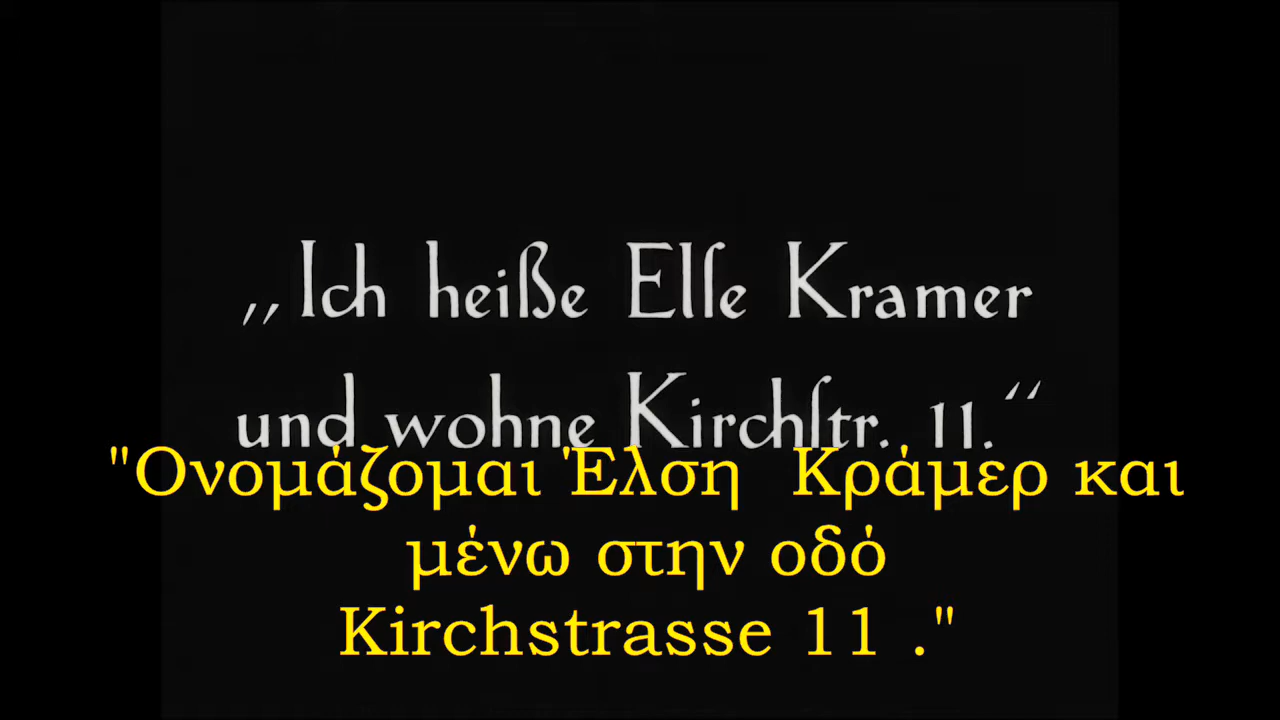 „Ich heiße Elſe Kramer
und wohne Kirchſtr. 11.“
"Ονομάζομαι Έλση  Κράμερ και
μένω στην οδό
Kirchstrasse 11 ."